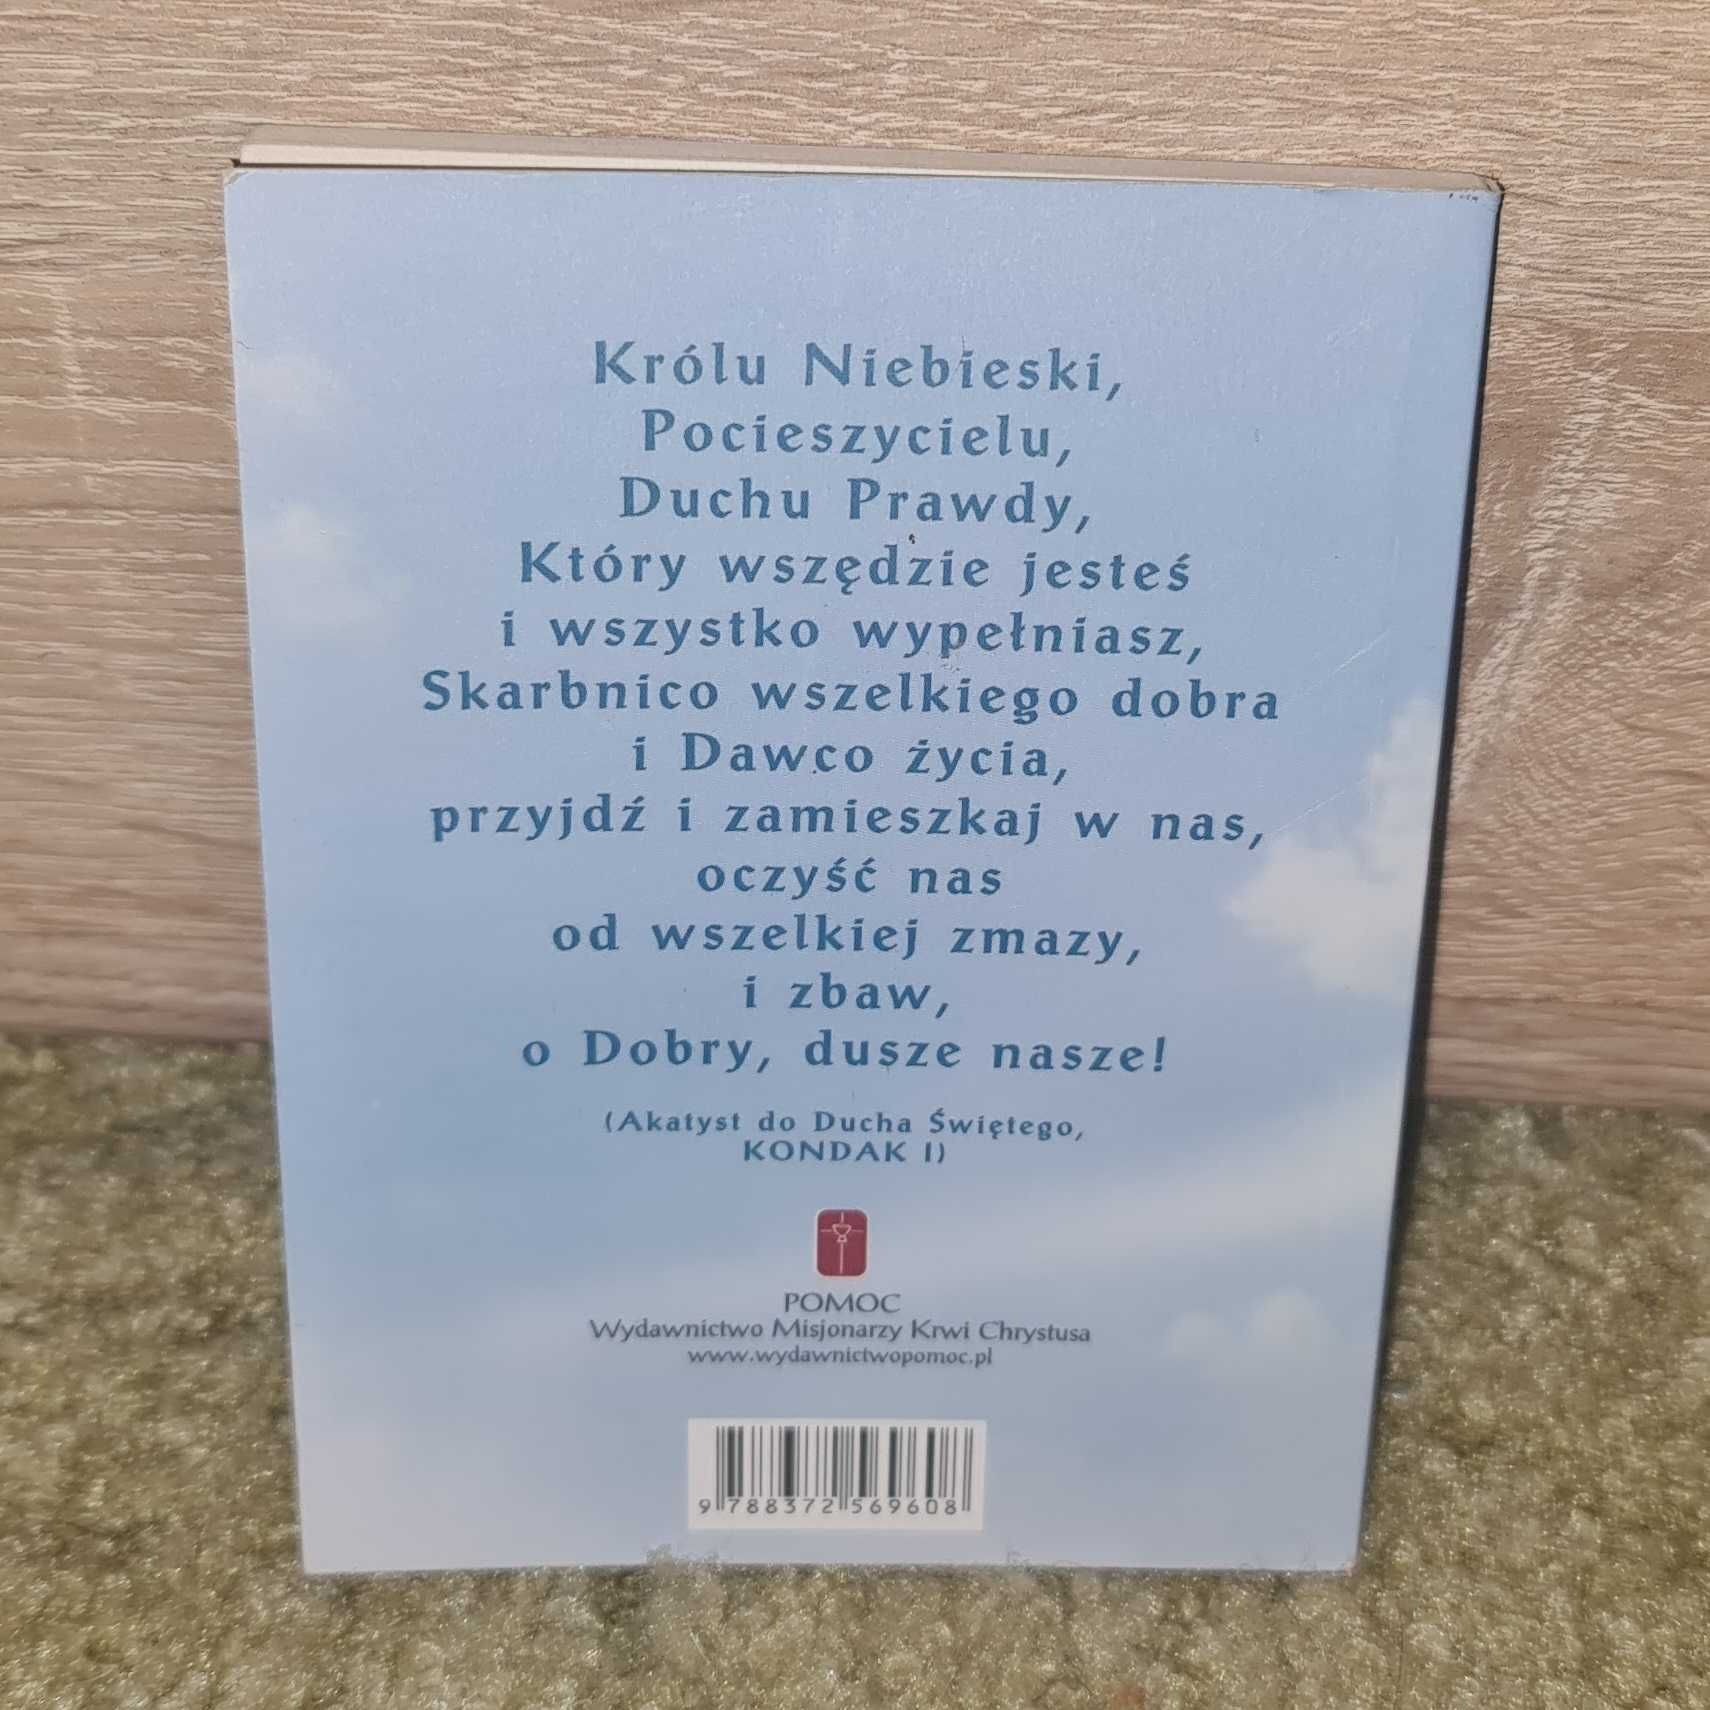 Królu Niebieski,
Pocieszycielu,
Duchu Prawdy,
Który wszędzie jesteś
i wszystko wypełniasz,
Skarbnico wszelkiego dobra
i Dawco życia,
przyjdź i zamieszkaj w nas,
oczyść nas
od wszelkiej zmazy,
i zbaw,
o Dobry, dusze nasze!
(Akatyst do Ducha Świętego,
KONDAK I)
POMOC
Wydawnictwo Misjonarzy Krwi Chrystusa
www.wydawnictwopomoc.pl
9 788372 569608